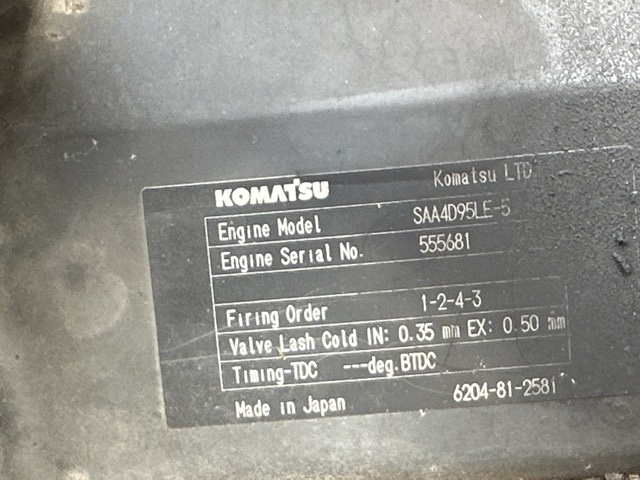 KOMATSU Komatsu LTD
Engine Model SAA4D95LE-5
Engine Serial No. 555681
Firing Order 1-2-4-3
Valve Lash Cold IN: 0.35 mm EX: 0.50 mm
Timing-TDC ---deg.BTDC
Made in Japan 6204-81-2581